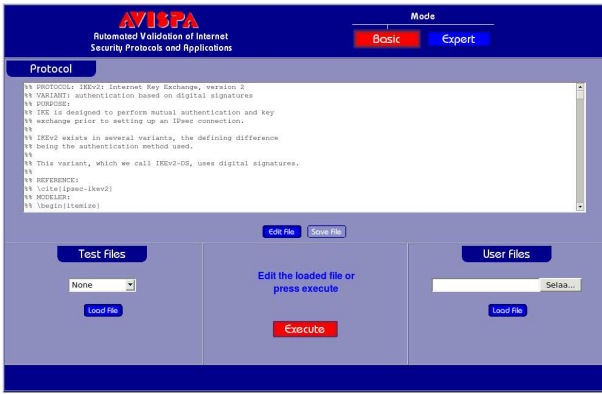 AVISPA
Automated Validation of Internet
Security Protocols and Applications
Mode
Basic
Expert
Protocol
%% PROTOCOL: IKEv2: Internet Key Exchange, version 2
%% VARIANT: authentication based on digital signatures
%% PURPOSE:
%% IKE is designed to perform mutual authentication and key
%% exchange prior to setting up an IPsec connection.
%%
%% IKEv2 exists in several variants, the defining difference
%% being the authentication method used.
%%
%% This variant, which we call IKEv2-DS, uses digital signatures.
%%
%% REFERENCE:
%% \cite{ipsec-ikev2}
%% MODELER:
%% \begin{itemize}
Edit File
Save File
Test Files
None
Load File
Edit the loaded file or
press execute
Execute
User Files
Selaa...
Load File